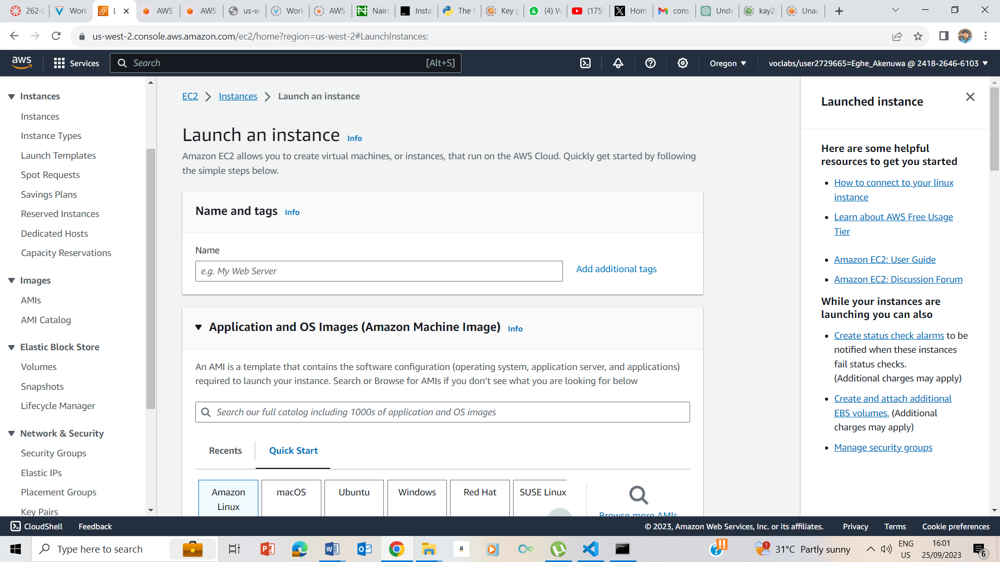 262-[
Work
L
AWS
AWS
us-w
Work
AWS
Naira
Insta
The P
Key p
(4) W
(175
Hom
cons
Unde
kay2
Unau
us-west-2.console.aws.amazon.com/ec2/home?region=us-west-2#LaunchInstances:
aws
Services
Search
[Alt+S]
Oregon
voclabs/user2729665=Eghe_Akenuwa @ 2418-2646-6103
Instances
Instances
Instance Types
Launch Templates
Spot Requests
Savings Plans
Reserved Instances
Dedicated Hosts
Capacity Reservations
Images
AMIs
AMI Catalog
Elastic Block Store
Volumes
Snapshots
Lifecycle Manager
Network & Security
Security Groups
Elastic IPs
Placement Groups
Key Pairs
EC2 > Instances > Launch an instance
Launch an instance Info
Amazon EC2 allows you to create virtual machines, or instances, that run on the AWS Cloud. Quickly get started by following
the simple steps below.
Name and tags Info
Name
e.g. My Web Server
Add additional tags
Application and OS Images (Amazon Machine Image) Info
An AMI is a template that contains the software configuration (operating system, application server, and applications)
required to launch your instance. Search or Browse for AMIs if you don’t see what you are looking for below
Search our full catalog including 1000s of application and OS images
Recents
Quick Start
Amazon
Linux
macOS
Ubuntu
Windows
Red Hat
SUSE Linux
Browse more AMIs
Launched instance
Here are some helpful
resources to get you started
How to connect to your linux
instance
Learn about AWS Free Usage
Tier
Amazon EC2: User Guide
Amazon EC2: Discussion Forum
While your instances are
launching you can also
Create status check alarms to be
notified when these instances
fail status checks.
(Additional charges may apply)
Create and attach additional
EBS volumes. (Additional
charges may apply)
Manage security groups
CloudShell
Feedback
© 2023, Amazon Web Services, Inc. or its affiliates.
Privacy
Terms
Cookie preferences
Type here to search
a
1
31°C Partly sunny
ENG
US
16:01
25/09/2023
6